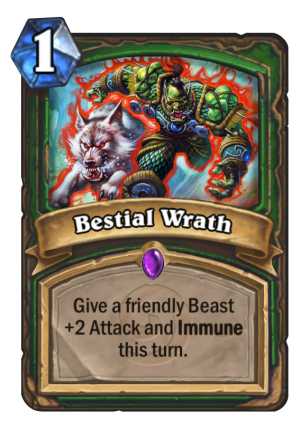 1
Bestial Wrath
Give a friendly Beast
+2 Attack and Immune
this turn.